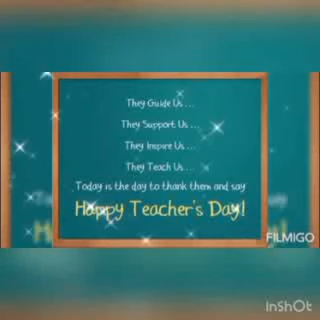 They Guide Us . . .
They Support Us . . .
They Inspire Us . . .
They Teach Us . . .
Today is the day to thank them and say
Happy Teacher's Day!
FILMIGO
InShOt